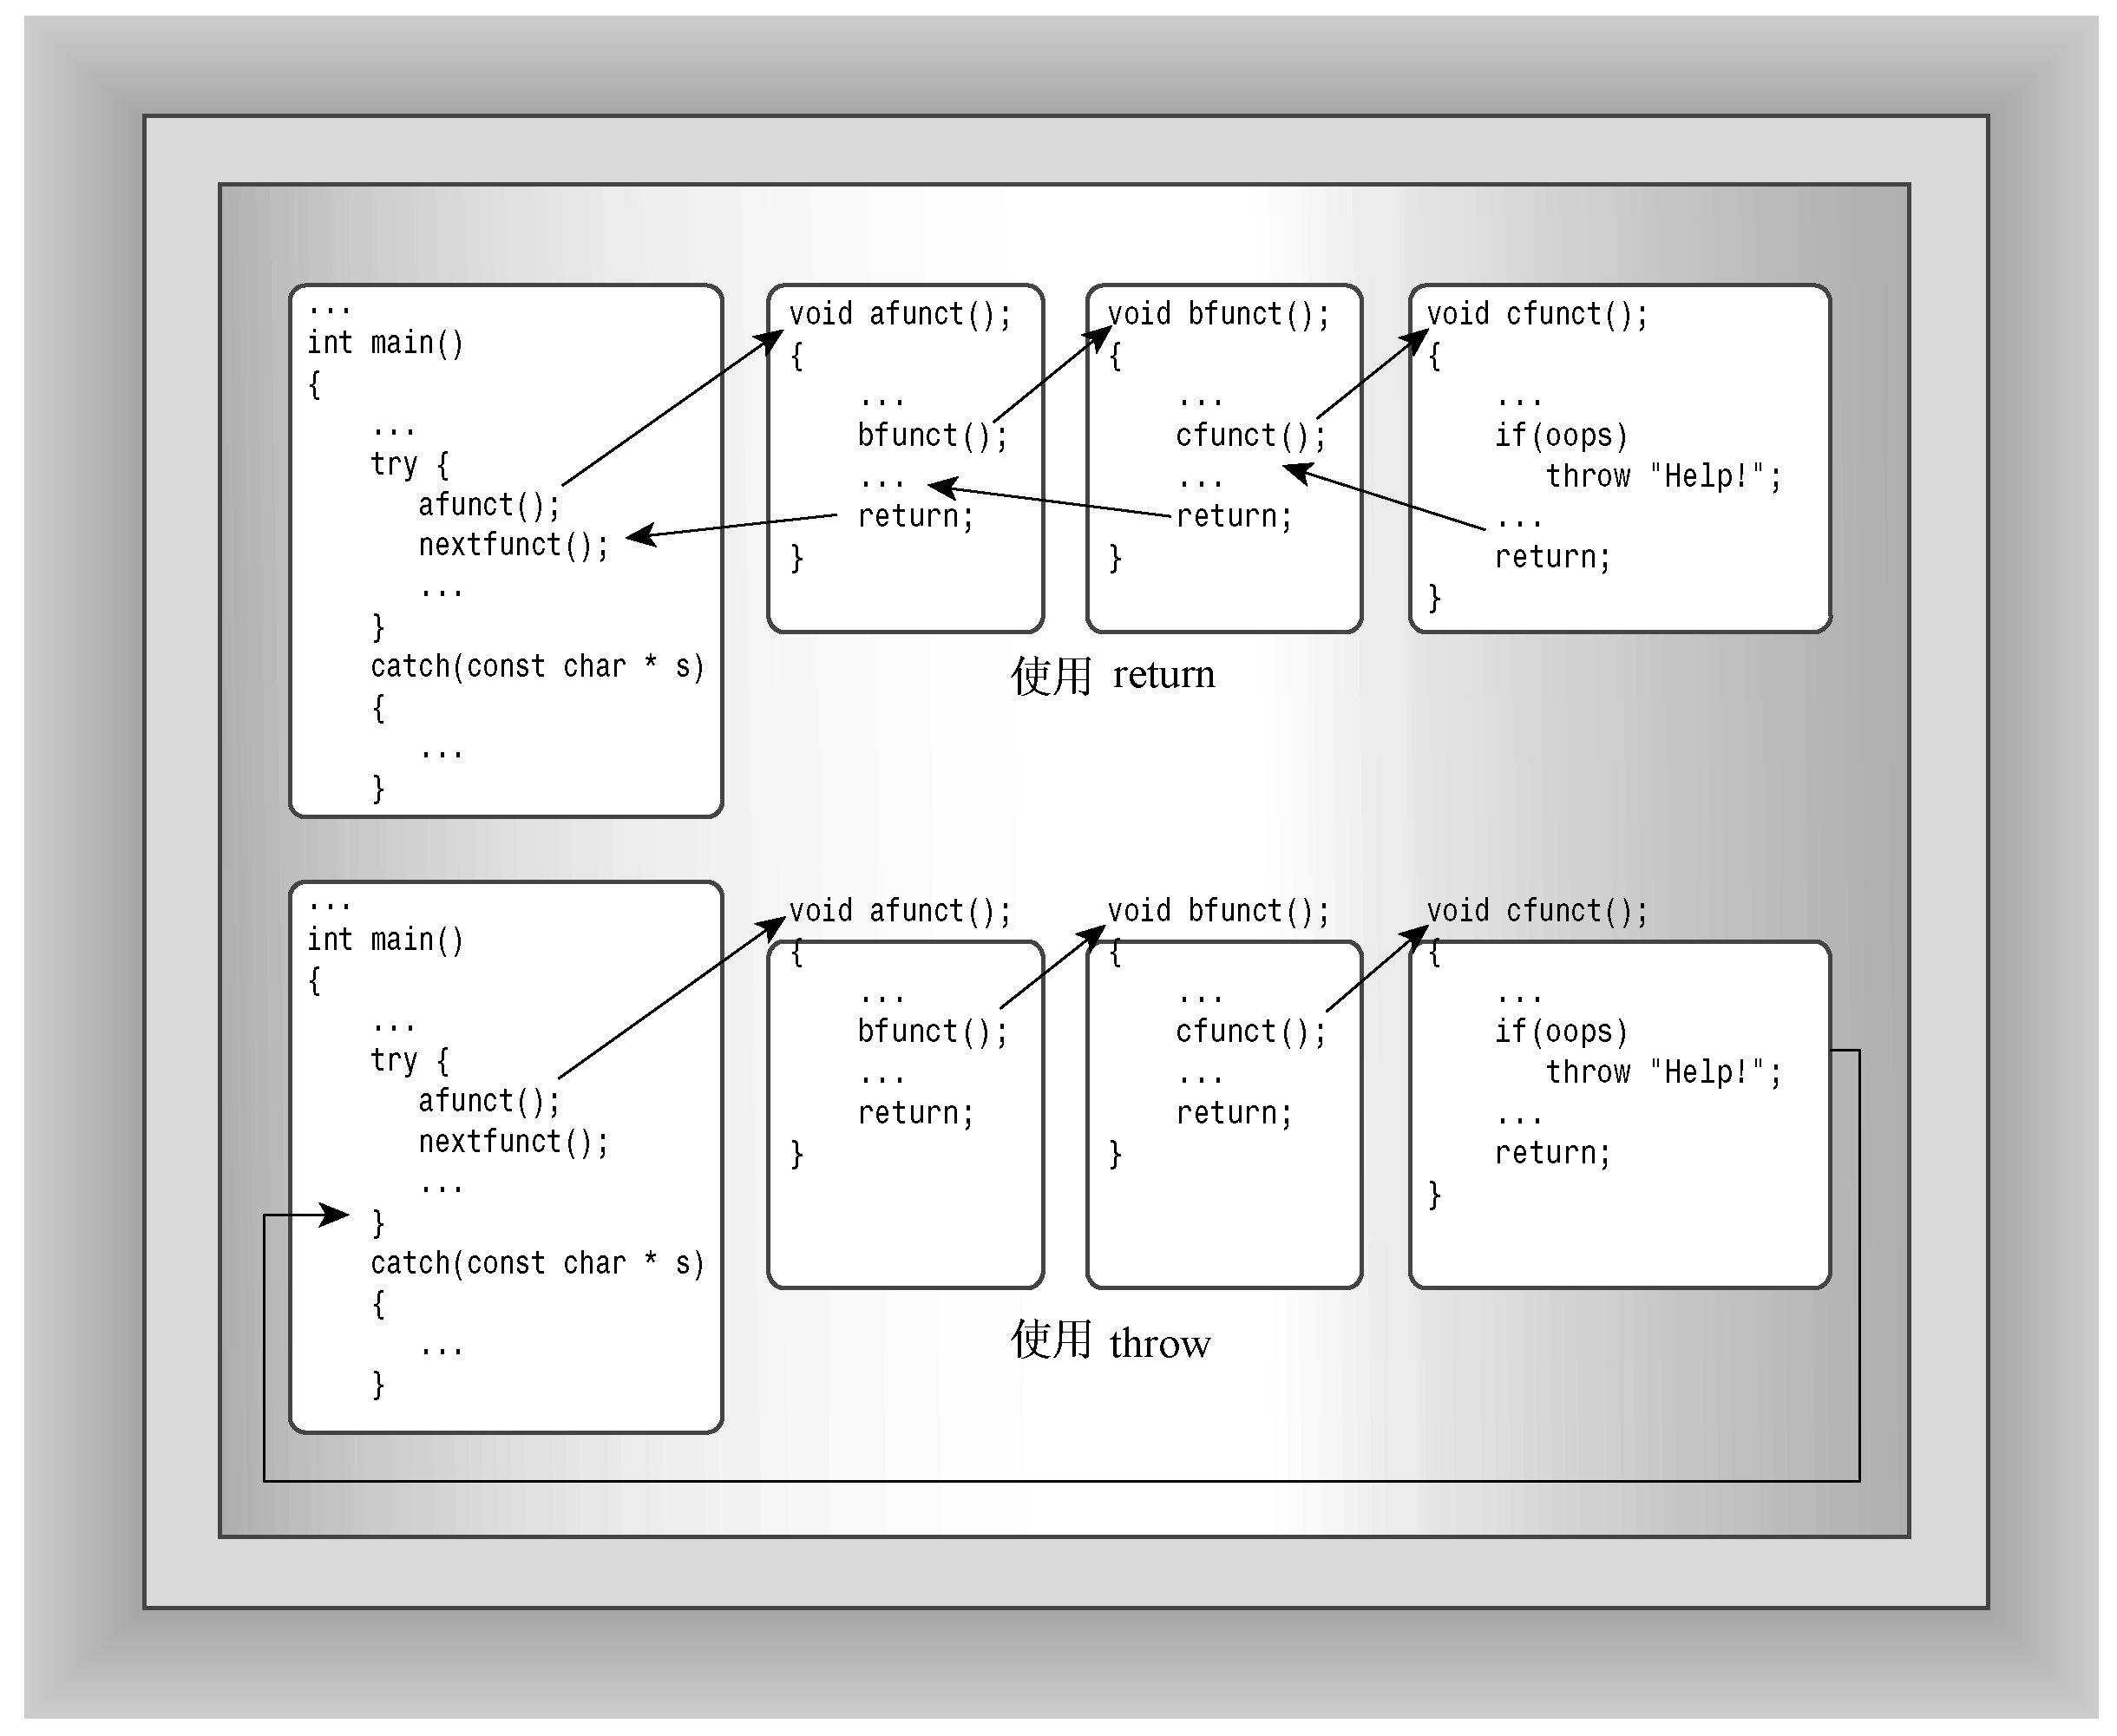 ...
int main()
{
...
try {
afunct();
nextfunct();
...
}
catch(const char * s)
{
...
}
void afunct();
{
...
bfunct();
...
return;
}
void bfunct();
{
...
cfunct();
...
return;
}
void cfunct();
{
...
if(oops)
throw "Help!";
...
return;
}
使用 return
...
int main()
{
...
try {
afunct();
nextfunct();
...
}
catch(const char * s)
{
...
}
void afunct();
{
...
bfunct();
...
return;
}
void bfunct();
{
...
cfunct();
...
return;
}
void cfunct();
{
...
if(oops)
throw "Help!";
...
return;
}
使用 throw